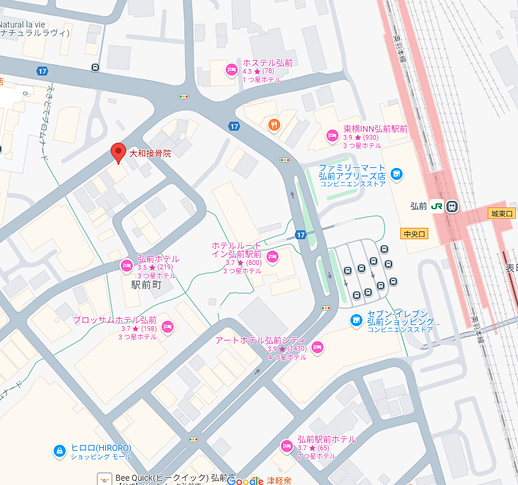 Natural la vie
(ナチュラルラヴィ)
17
ホステル弘前
4.3 ★ (78)
1 つ星ホテル
17
東横INN弘前駅前
3.9 ★ (930)
3 つ星ホテル
大和接骨院
ファミリーマート
弘前アプリーズ店
コンビニエンスストア
弘前 JR
城東口
中央口
17
ホテルルート
イン弘前駅前
3.7 ★ (800)
3 つ星ホテル
弘前ホテル
3.5 ★ (219)
3 つ星ホテル
駅前町
ブロッサムホテル弘前
3.7 ★ (198)
3 つ星ホテル
セブン-イレブン
弘前ショッピング...
コンビニエンスストア
アートホテル弘前シティ
3.9 ★ (1430)
4 つ星ホテル
弘前駅前ホテル
3.7 ★ (65)
2 つ星ホテル
ヒロロ(HIRORO)
ショッピング モール
Bee Quick(ビークイック) 弘前
Google
津軽衆
奥羽本線
奥羽本線